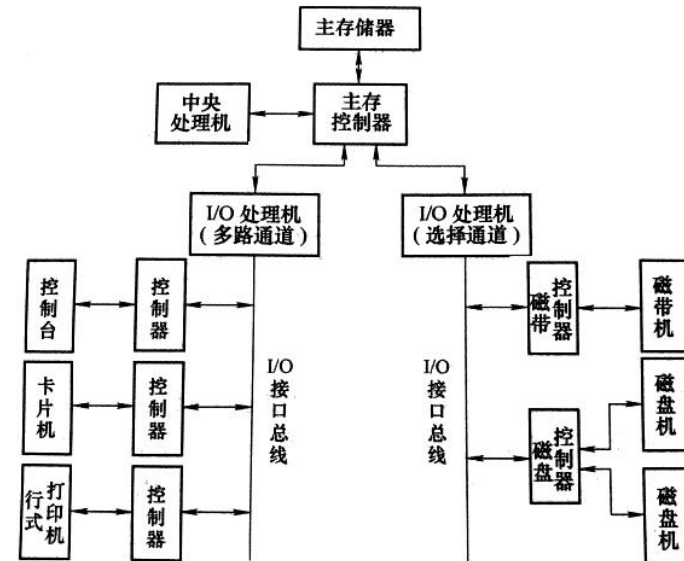 主存储器
中央
处理机
主存
控制器
I/O 处理机
(多路通道)
I/O 处理机
(选择通道)
控制台
控制器
磁带
控制器
磁带机
I/O
接口总线
I/O
接口总线
卡片机
控制器
磁盘机
磁盘
控制器
行式
打印机
控制器
磁盘机